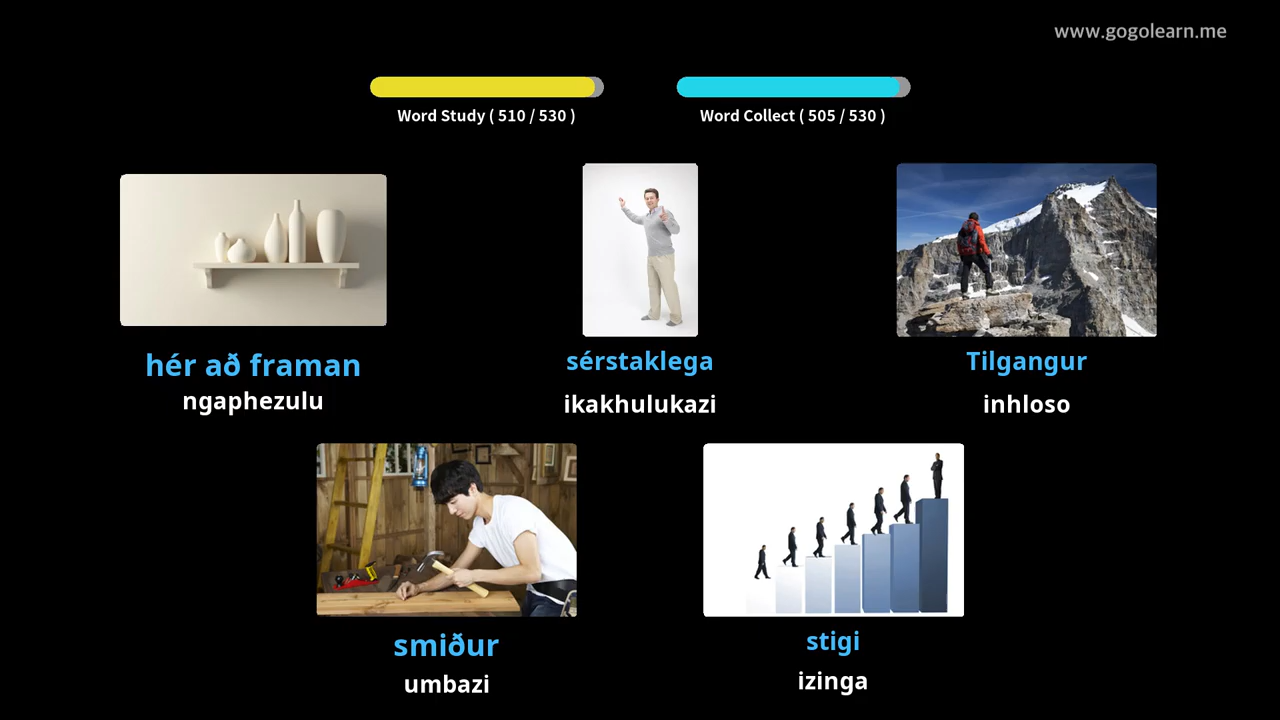 www.gogolearn.me
Word Study ( 510 / 530 )
Word Collect ( 505 / 530 )
hér að framan
ngaphezulu
sérstaklega
ikakhulukazi
Tilgangur
inhloso
smiður
umbazi
stigi
izinga